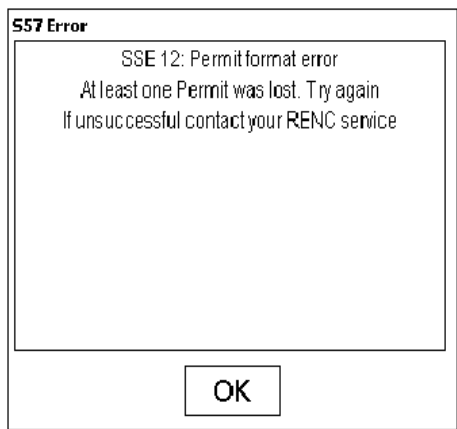 S57 Error
SSE 12: Permit format error
At least one Permit was lost. Try again
If unsuccessful contact your RENC service
OK